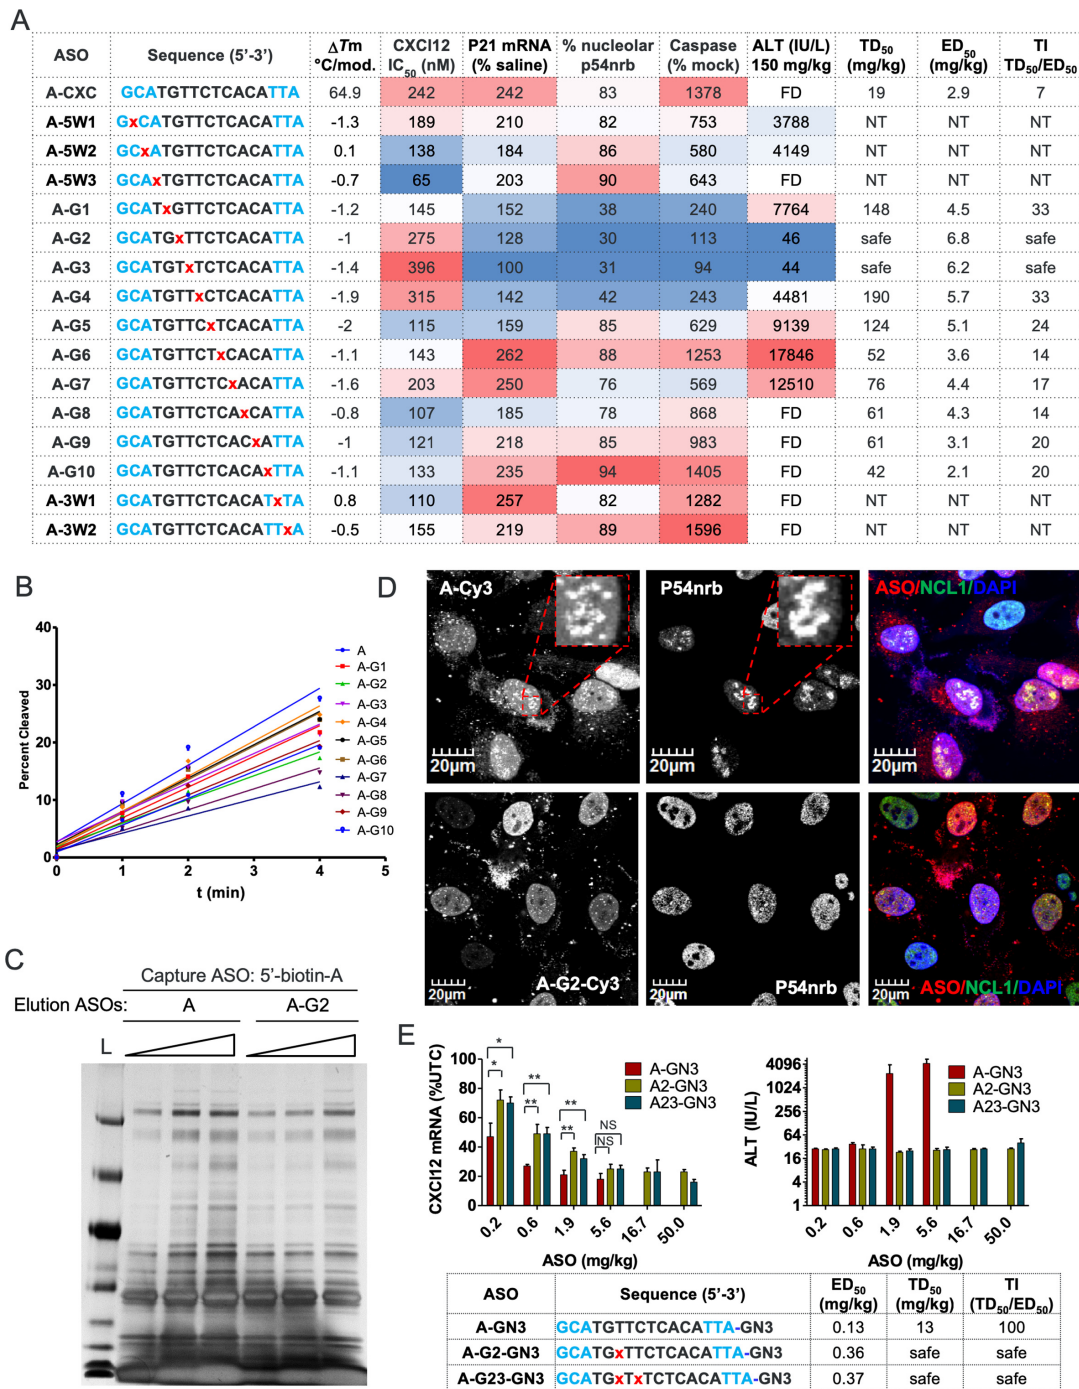 A
ASO Sequence (5'-3') ΔTm °C/mod. CXCl12 IC50 (nM) P21 mRNA (% saline) % nucleolar p54nrb Caspase (% mock) ALT (IU/L) 150 mg/kg TD50 (mg/kg) ED50 (mg/kg) TI TD50/ED50
A-CXC GCATGTTCTCACATTA 64.9 242 242 83 1378 FD 19 2.9 7
A-5W1 GxCATGTTCTCACATTA -1.3 189 210 82 753 3788 NT NT NT
A-5W2 GCxATGTTCTCACATTA 0.1 138 184 86 580 4149 NT NT NT
A-5W3 GCAxTGTTCTCACATTA -0.7 65 203 90 643 FD NT NT NT
A-G1 GCATxGTTCTCACATTA -1.2 145 152 38 240 7764 148 4.5 33
A-G2 GCATGxTTCTCACATTA -1 275 128 30 113 46 safe 6.8 safe
A-G3 GCATGTxTCTCACATTA -1.4 396 100 31 94 44 safe 6.2 safe
A-G4 GCATGTTxCTCACATTA -1.9 315 142 42 243 4481 190 5.7 33
A-G5 GCATGTTCxTCACATTA -2 115 159 85 629 9139 124 5.1 24
A-G6 GCATGTTCTxCACATTA -1.1 143 262 88 1253 17846 52 3.6 14
A-G7 GCATGTTCTCxACATTA -1.6 203 250 76 569 12510 76 4.4 17
A-G8 GCATGTTCTCAxCATTA -0.8 107 185 78 868 FD 61 4.3 14
A-G9 GCATGTTCTCACxATTA -1 121 218 85 983 FD 61 3.1 20
A-G10 GCATGTTCTCACAxTTA -1.1 133 235 94 1405 FD 42 2.1 20
A-3W1 GCATGTTCTCACATxTA 0.8 110 257 82 1282 FD NT NT NT
A-3W2 GCATGTTCTCACATTxA -0.5 155 219 89 1596 FD NT NT NT
B
Percent Cleaved
40
30
20
10
0
0 1 2 3 4 5
t (min)
A
A-G1
A-G2
A-G3
A-G4
A-G5
A-G6
A-G7
A-G8
A-G9
A-G10
C
Capture ASO: 5'-biotin-A
Elution ASOs: A A-G2
L
D
A-Cy3 P54nrb ASO/NCL1/DAPI
20µm 20µm 20µm
A-G2-Cy3 P54nrb ASO/NCL1/DAPI
20µm 20µm 20µm
E
CXCl12 mRNA (%UTC)
100
80
60
40
20
0
* * ** ** ** ** NS NS
A-GN3
A2-GN3
A23-GN3
0.2 0.6 1.9 5.6 16.7 50.0
ASO (mg/kg)
ALT (IU/L)
4096
1024
256
64
16
4
1
A-GN3
A2-GN3
A23-GN3
0.2 0.6 1.9 5.6 16.7 50.0
ASO (mg/kg)
ASO Sequence (5'-3') ED50 (mg/kg) TD50 (mg/kg) TI (TD50/ED50)
A-GN3 GCATGTTCTCACATTA-GN3 0.13 13 100
A-G2-GN3 GCATGxTTCTCACATTA-GN3 0.36 safe safe
A-G23-GN3 GCATGxTxTCTCACATTA-GN3 0.37 safe safe